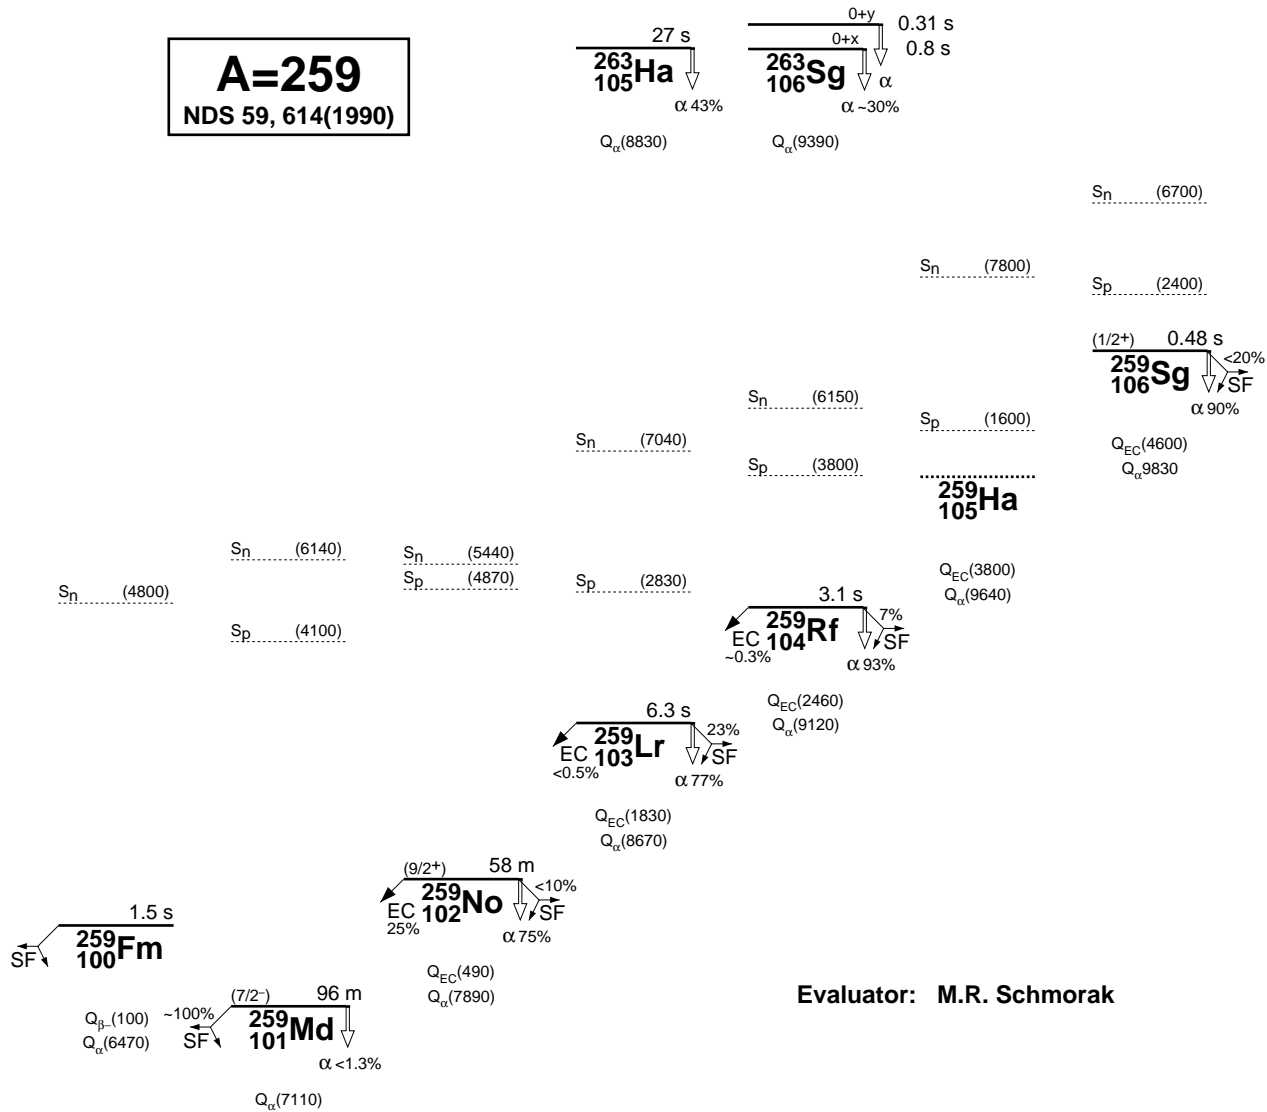 A=259
NDS 59, 614(1990)
27 s
263
105Ha
α 43%
Qα(8830)
0+y
0.31 s
0+x
0.8 s
263
106Sg
α
α ~30%
Qα(9390)
Sn (6700)
Sp (2400)
(1/2+) 0.48 s
259
106Sg
<20%
SF
α 90%
QEC(4600)
Qα9830
Sn (7800)
Sp (1600)
259
105Ha
QEC(3800)
Qα(9640)
Sn (6150)
Sp (3800)
3.1 s
259
104Rf
EC
~0.3%
7%
SF
α 93%
QEC(2460)
Qα(9120)
Sn (7040)
Sp (2830)
6.3 s
259
103Lr
EC
<0.5%
23%
SF
α 77%
QEC(1830)
Qα(8670)
Sn (5440)
Sp (4870)
(9/2+) 58 m
259
102No
EC
25%
<10%
SF
α 75%
QEC(490)
Qα(7890)
Sn (6140)
Sp (4100)
(7/2−) 96 m
259
101Md
~100%
SF
α <1.3%
Qα(7110)
Sn (4800)
1.5 s
259
100Fm
SF
Qβ−(100)
Qα(6470)
Evaluator: M.R. Schmorak